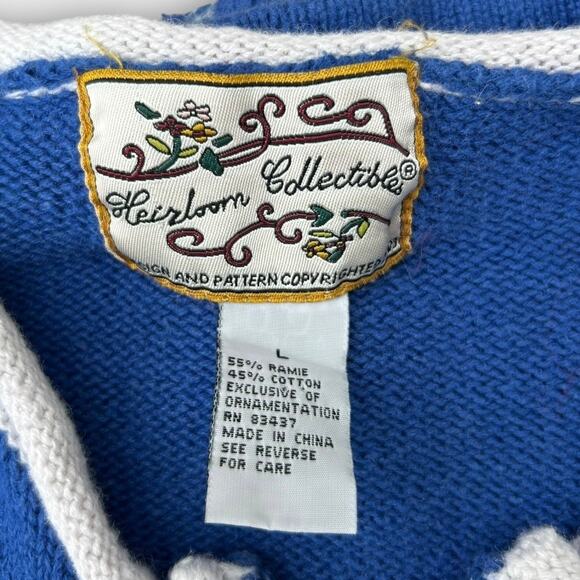 Heirloom Collectibles®
AND PATTERN COPYRIGHTED
L
55% RAMIE
45% COTTON
EXCLUSIVE OF
ORNAMENTATION
RN 83437
MADE IN CHINA
SEE REVERSE
FOR CARE